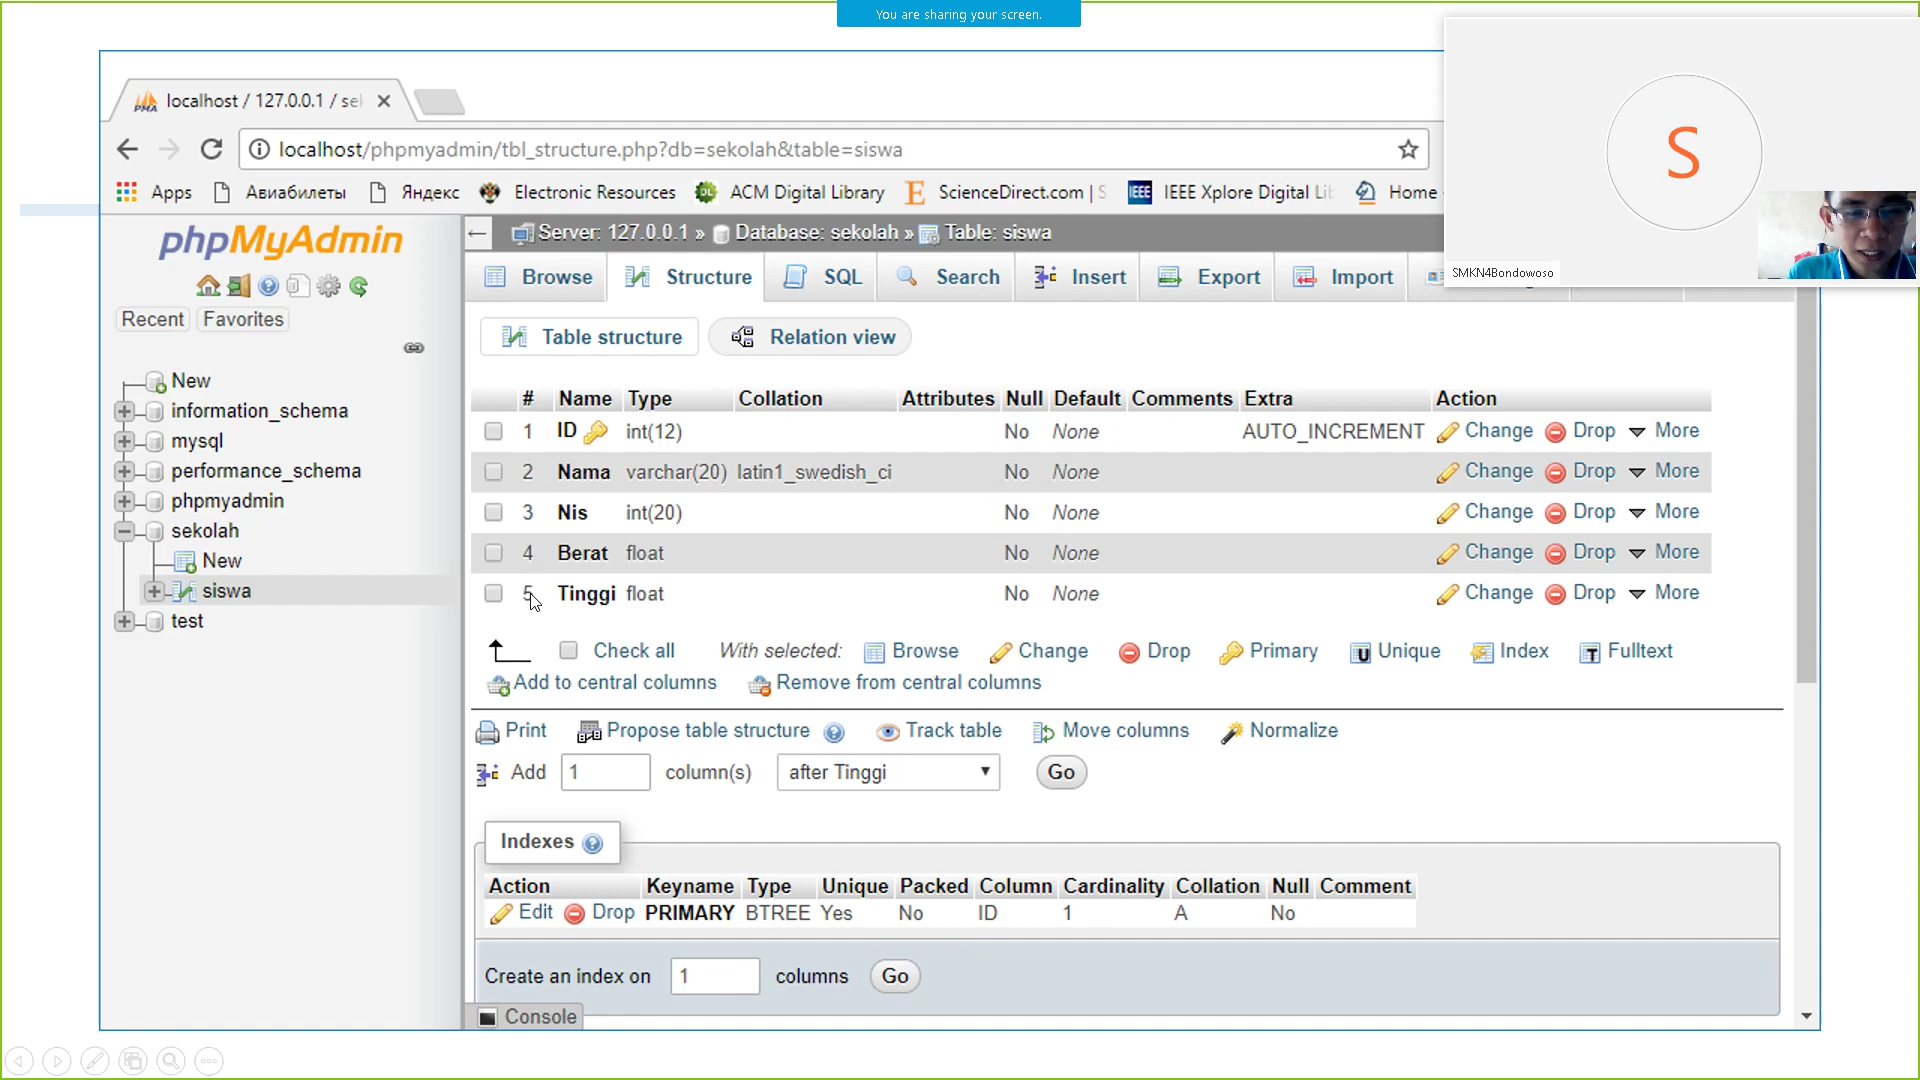 You are sharing your screen.
localhost / 127.0.0.1 / se
localhost/phpmyadmin/tbl_structure.php?db=sekolah&table=siswa
Apps Авиабилеты Яндекс Electronic Resources ACM Digital Library ScienceDirect.com | S IEEE Xplore Digital Li Home
S
SMKN4Bondowoso
phpMyAdmin
Recent Favorites
New
information_schema
mysql
performance_schema
phpmyadmin
sekolah
New
siswa
test
Server: 127.0.0.1 » Database: sekolah » Table: siswa
Browse Structure SQL Search Insert Export Import
Table structure Relation view
# Name Type Collation Attributes Null Default Comments Extra Action
1 ID int(12) No None AUTO_INCREMENT Change Drop More
2 Nama varchar(20) latin1_swedish_ci No None Change Drop More
3 Nis int(20) No None Change Drop More
4 Berat float No None Change Drop More
5 Tinggi float No None Change Drop More
Check all With selected: Browse Change Drop Primary Unique Index Fulltext
Add to central columns Remove from central columns
Print Propose table structure Track table Move columns Normalize
Add 1 column(s) after Tinggi Go
Indexes
Action Keyname Type Unique Packed Column Cardinality Collation Null Comment
Edit Drop PRIMARY BTREE Yes No ID 1 A No
Create an index on 1 columns Go
Console